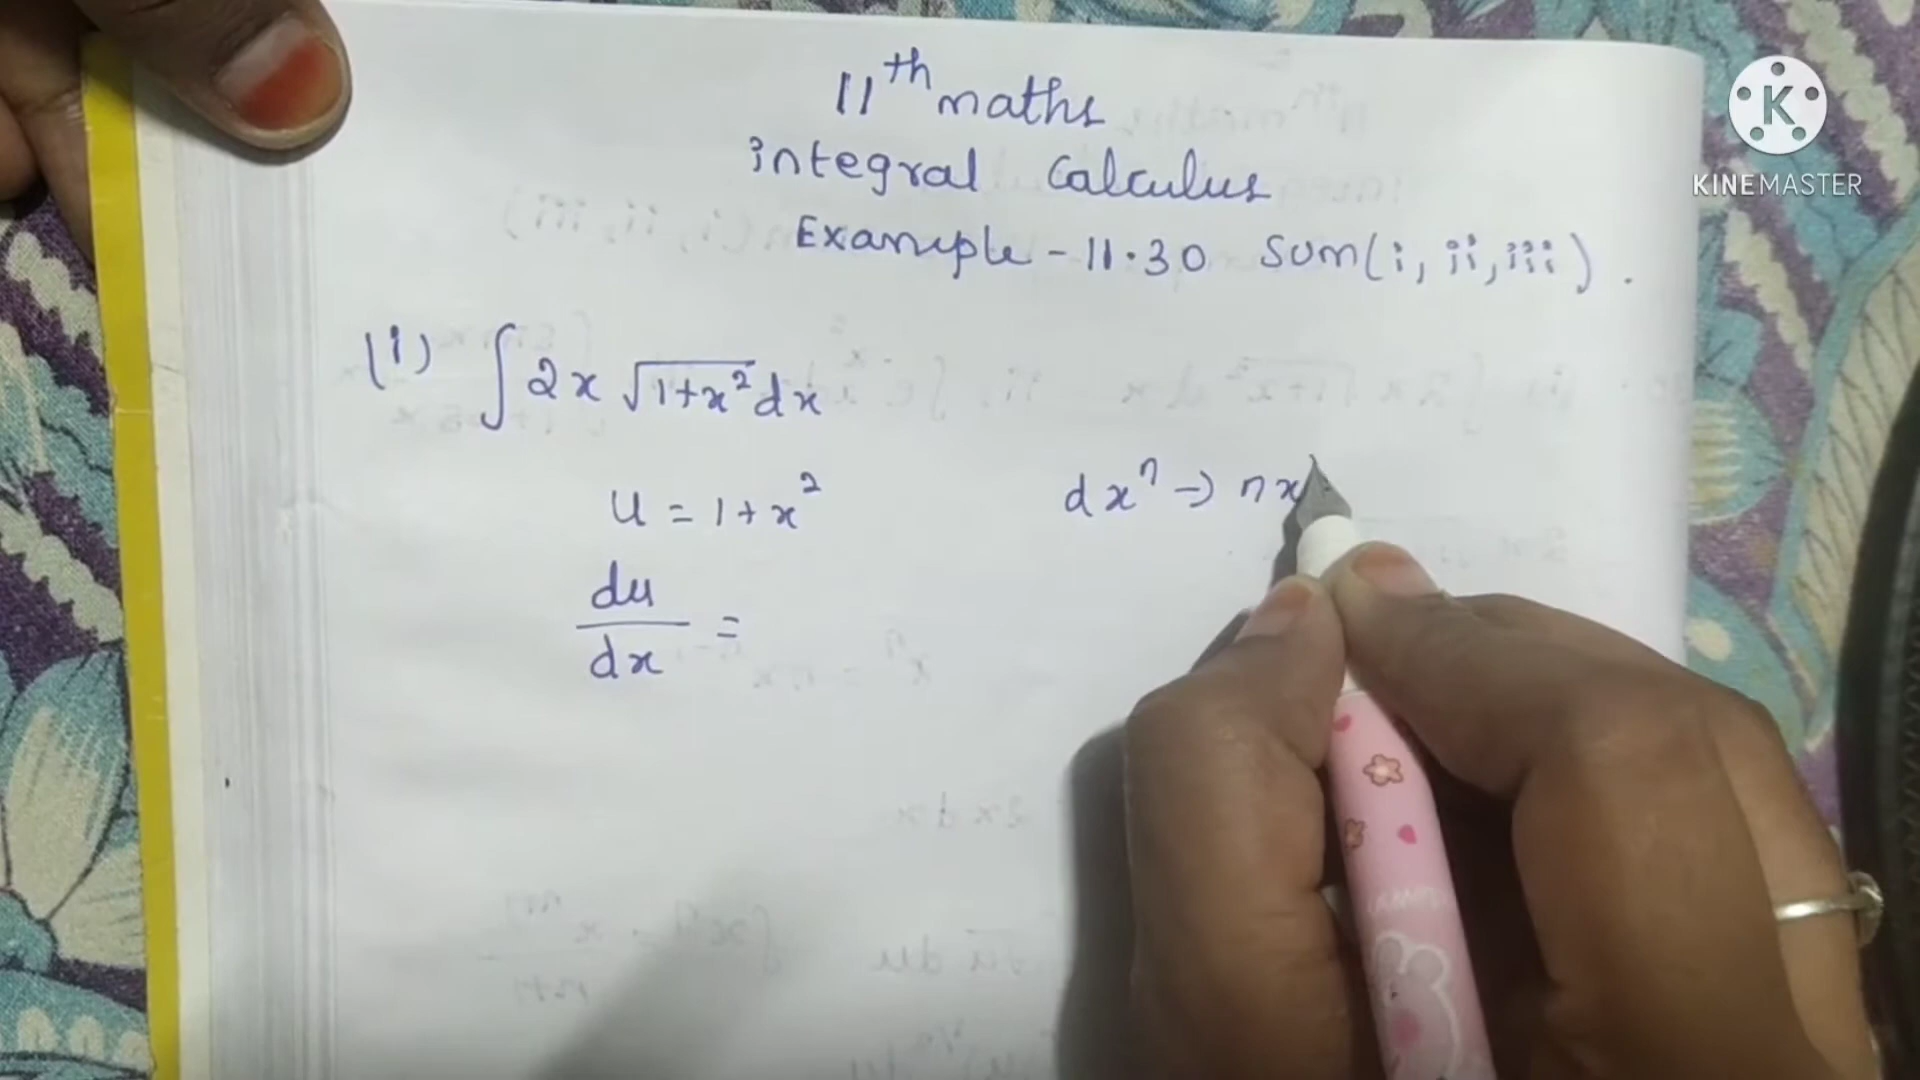 11th maths
integral Calculus
Example - 11.30 Sum (i, ii, iii).
(i) ∫ 2x √(1+x²) dx
u = 1 + x²
du/dx =
dxⁿ → nx
KINEMASTER